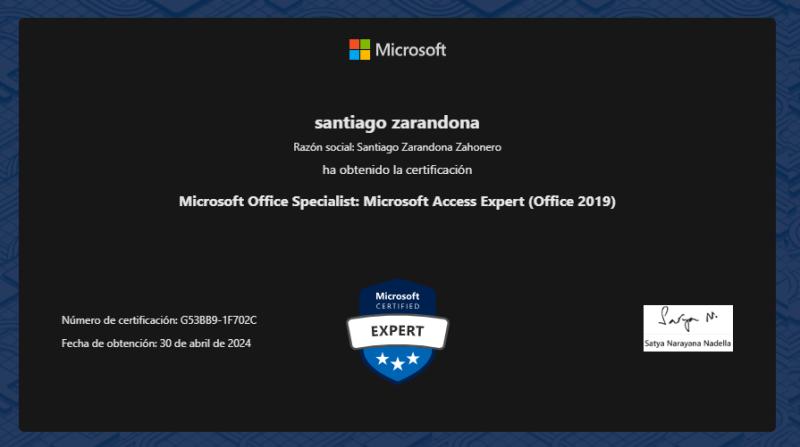 Microsoft
santiago zarandona
Razón social: Santiago Zarandona Zahonero
ha obtenido la certificación
Microsoft Office Specialist: Microsoft Access Expert (Office 2019)
Microsoft
CERTIFIED
EXPERT
Número de certificación: G53BB9-1F702C
Fecha de obtención: 30 de abril de 2024
Satya N.
Satya Narayana Nadella